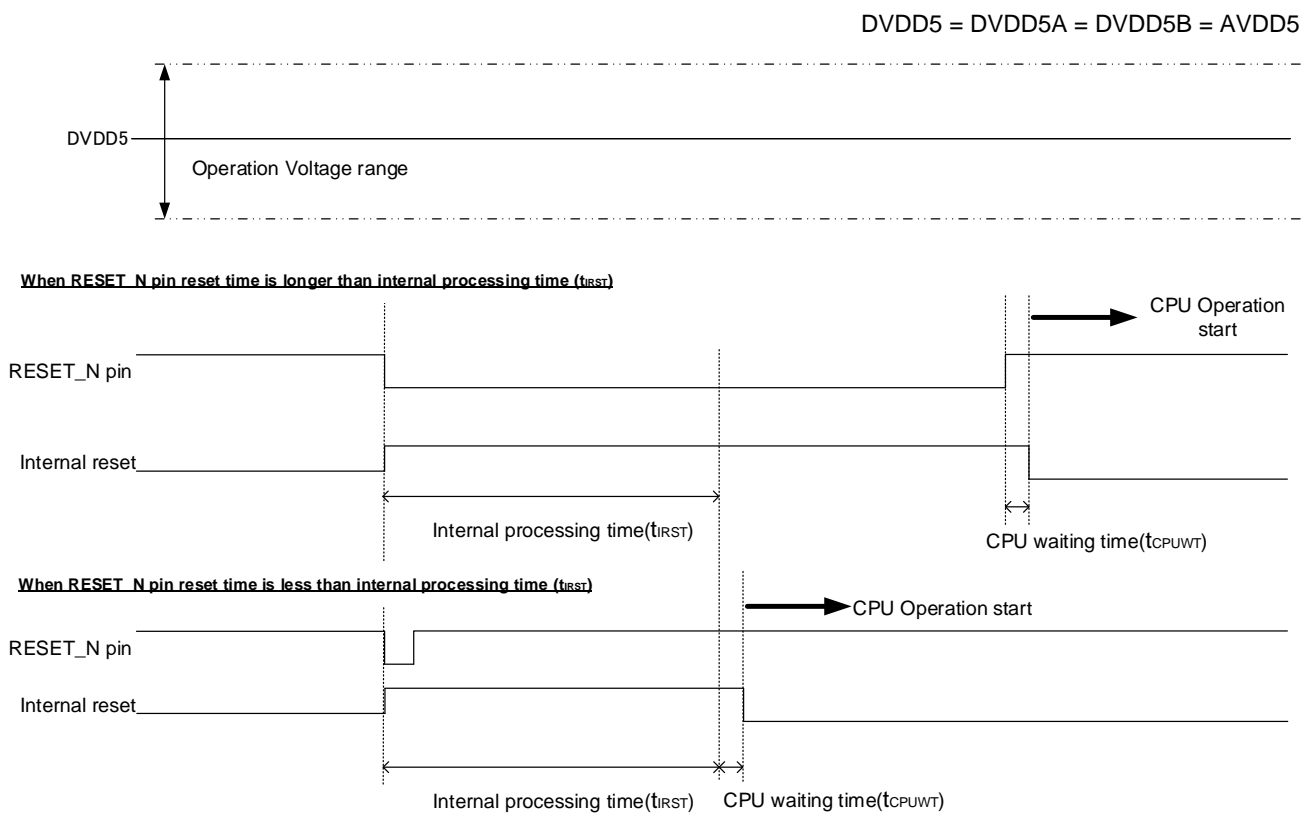 DVDD5 = DVDD5A = DVDD5B = AVDD5
DVDD5
Operation Voltage range
When RESET_N pin reset time is longer than internal processing time (tIRST)
CPU Operation
start
RESET_N pin
Internal reset
Internal processing time(tIRST)
CPU waiting time(tCPUWT)
When RESET_N pin reset time is less than internal processing time (tIRST)
CPU Operation start
RESET_N pin
Internal reset
Internal processing time(tIRST)
CPU waiting time(tCPUWT)